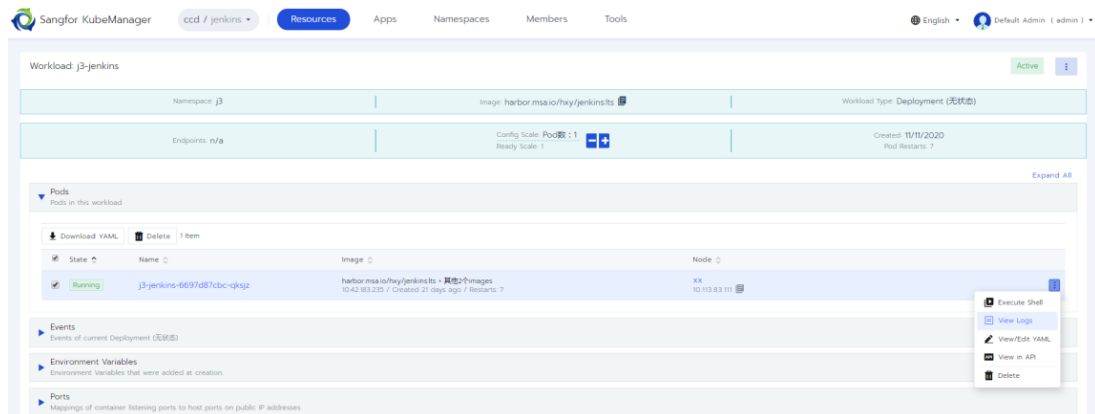 Sangfor KubeManager
ccd / jenkins
Resources
Apps
Namespaces
Members
Tools
English
Default Admin ( admin )
Workload: j3-jenkins
Active
Namespace: j3
Image: harbor.msa.io/hxy/jenkins:lts
Workload Type: Deployment (无状态)
Endpoints: n/a
Config Scale: Pod数 : 1
Ready Scale: 1
Created: 11/11/2020
Pod Restarts: 7
Expand All
Pods
Pods in this workload
Download YAML
Delete
1 Item
State
Name
Image
Node
Running
j3-jenkins-6697d87cbc-qksjz
harbor.msa.io/hxy/jenkins:lts + 其他2个images
10.42.183.235 / Created 21 days ago / Restarts: 7
xx
10.113.83.111
Execute Shell
View Logs
View/Edit YAML
API View in API
Delete
Events
Events of current Deployment (无状态)
Environment Variables
Environment Variables that were added at creation.
Ports
Mappings of container listening ports to host ports on public IP addresses